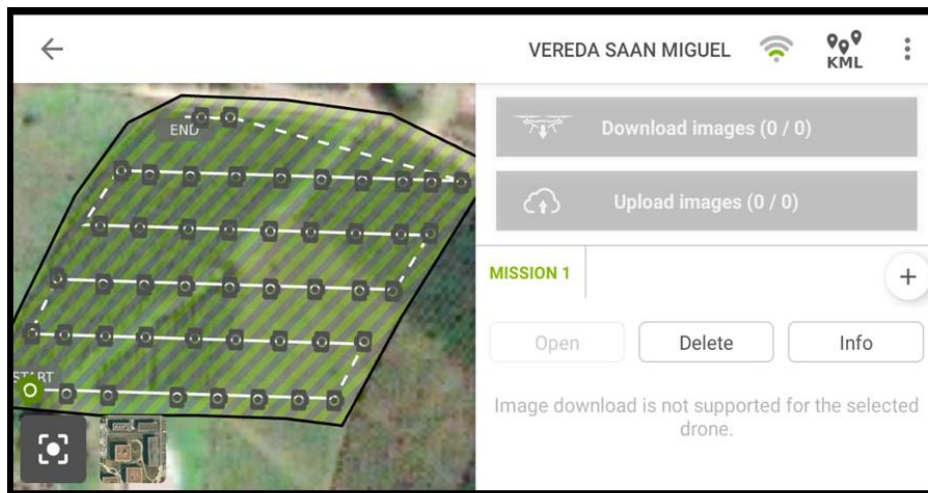 VEREDA SAAN MIGUEL
KML
END
START
Download images (0 / 0)
Upload images (0 / 0)
MISSION 1
+
Open
Delete
Info
Image download is not supported for the selected
drone.